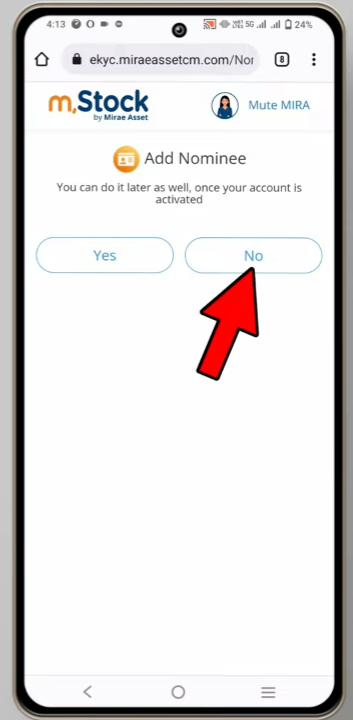 4:13
5G 24%
ekyc.miraeassetcm.com/Nor
8
m.Stock
by Mirae Asset
Mute MIRA
Add Nominee
You can do it later as well, once your account is
activated
Yes
No